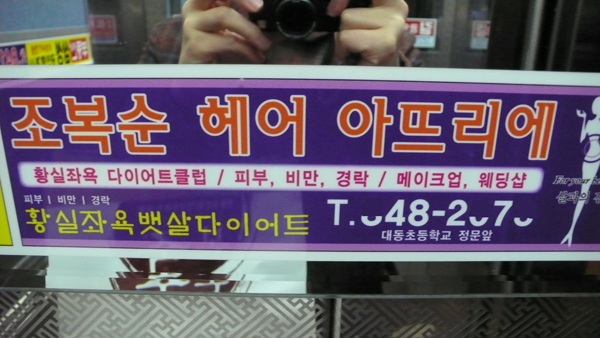 조복순 헤어 아뜨리에
황실좌욕 다이어트클럽 / 피부, 비만, 경락 / 메이크업, 웨딩샵
피부 | 비만 | 경락
황실좌욕뱃살다이어트
대동초등학교 정문앞
For your